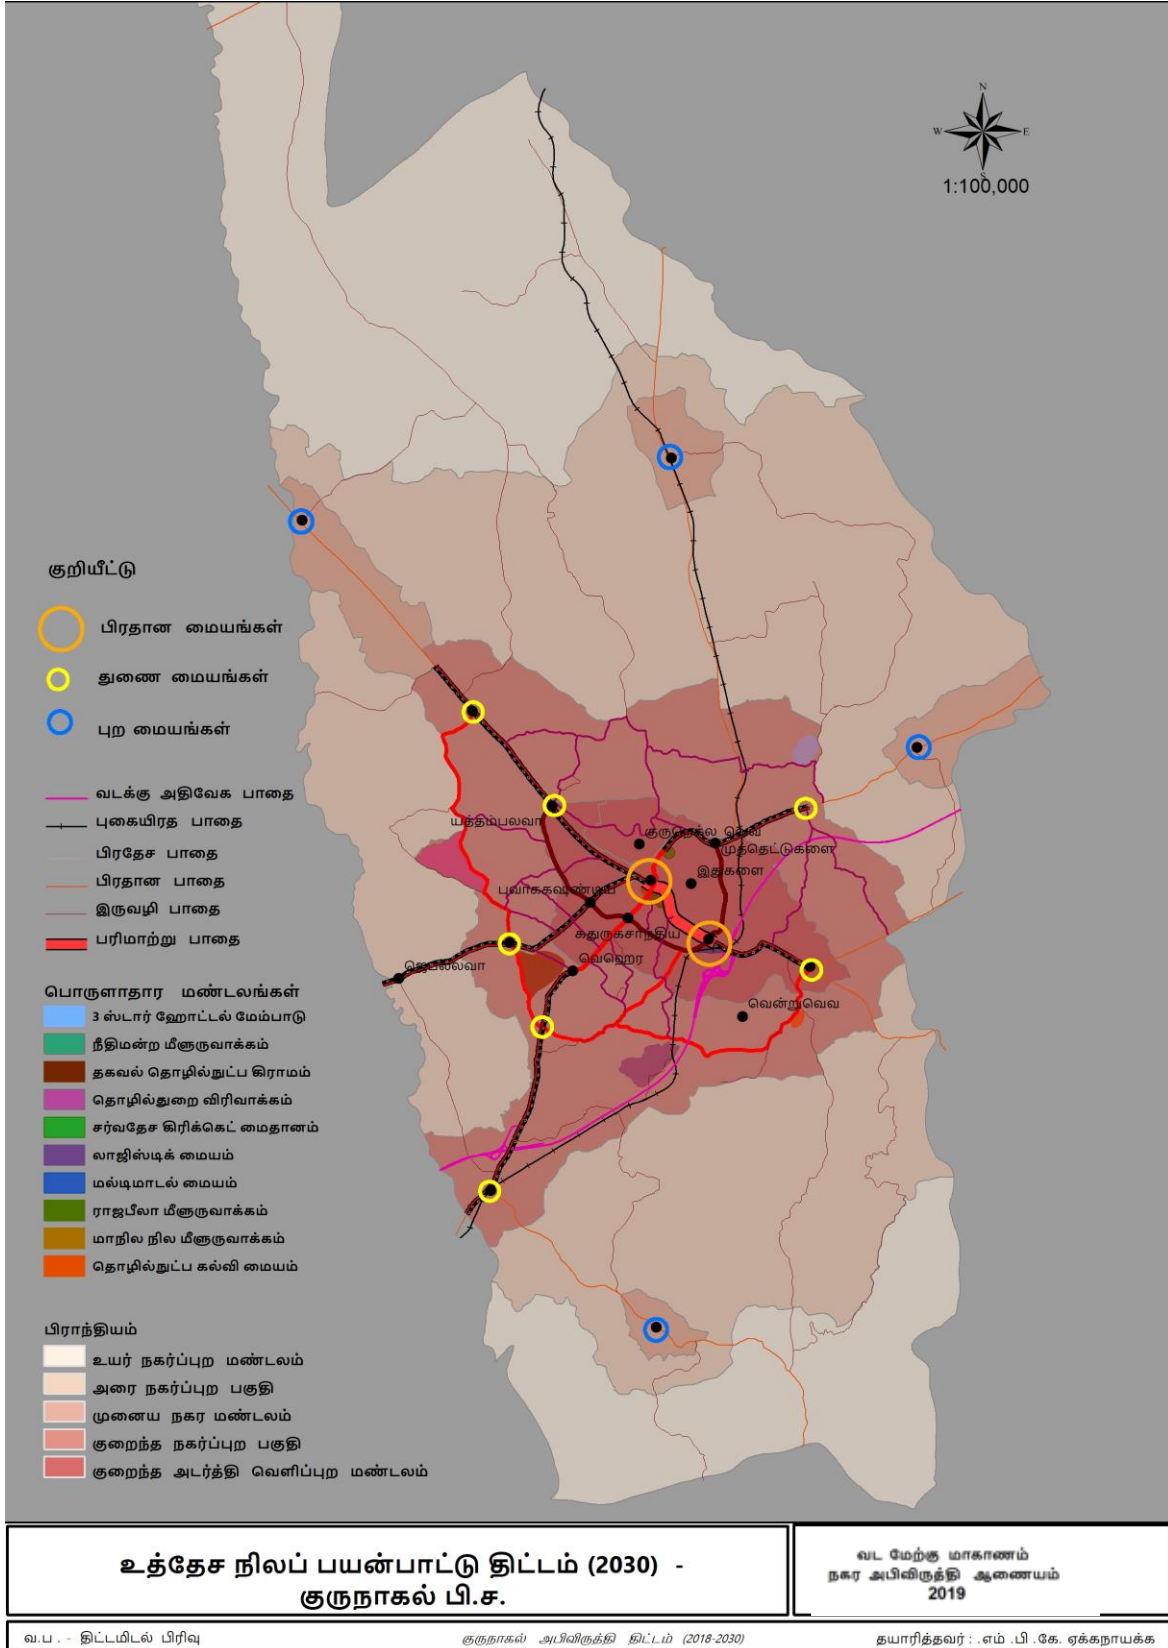 N
W E
S
1:100,000
குறியீட்டு
பிரதான மையங்கள்
துணை மையங்கள்
புற மையங்கள்
வடக்கு அதிவேக பாதை
புகையிரத பாதை
பிரதேச பாதை
பிரதான பாதை
இருவழி பாதை
பரிமாற்று பாதை
பொருளாதார மண்டலங்கள்
3 ஸ்டார் ஹோட்டல் மேம்பாடு
நீதிமன்ற மீளுருவாக்கம்
தகவல் தொழில்நுட்ப கிராமம்
தொழில்துறை விரிவாக்கம்
சர்வதேச கிரிக்கெட் மைதானம்
லாஜிஸ்டிக் மையம்
மல்டிமாடல் மையம்
ராஜபீலா மீளுருவாக்கம்
மாநில நில மீளுருவாக்கம்
தொழில்நுட்ப கல்வி மையம்
பிராந்தியம்
உயர் நகர்ப்புற மண்டலம்
அரை நகர்ப்புற பகுதி
முனைய நகர மண்டலம்
குறைந்த நகர்ப்புற பகுதி
குறைந்த அடர்த்தி வெளிப்புற மண்டலம்
யத்தம்பலவா
முத்தெட்டுகளை
இதுகளை
வெஹெர
வென்றுவெவ
உத்தேச நிலப் பயன்பாட்டு திட்டம் (2030) -
குருநாகல் பி.ச.
வட மேற்கு மாகாணம்
நகர அபிவிருத்தி ஆணையம்
2019
வ.ப . - திட்டமிடல் பிரிவு
குருநாகல் அபிவிருத்தி திட்டம் (2018-2030)
தயாரித்தவர் : .எம் .பி .கே. ஏக்கநாயக்க